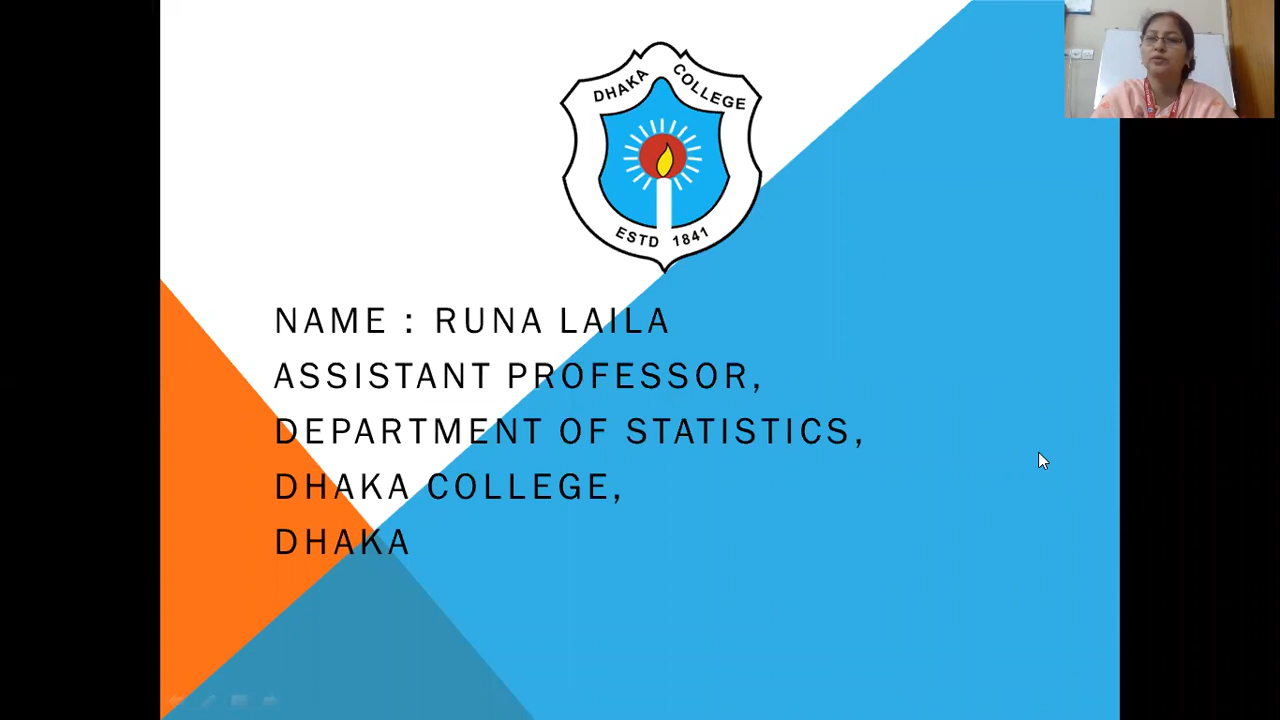 DHAKA COLLEGE
ESTD 1841
NAME : RUNA LAILA
ASSISTANT PROFESSOR,
DEPARTMENT OF STATISTICS,
DHAKA COLLEGE,
DHAKA